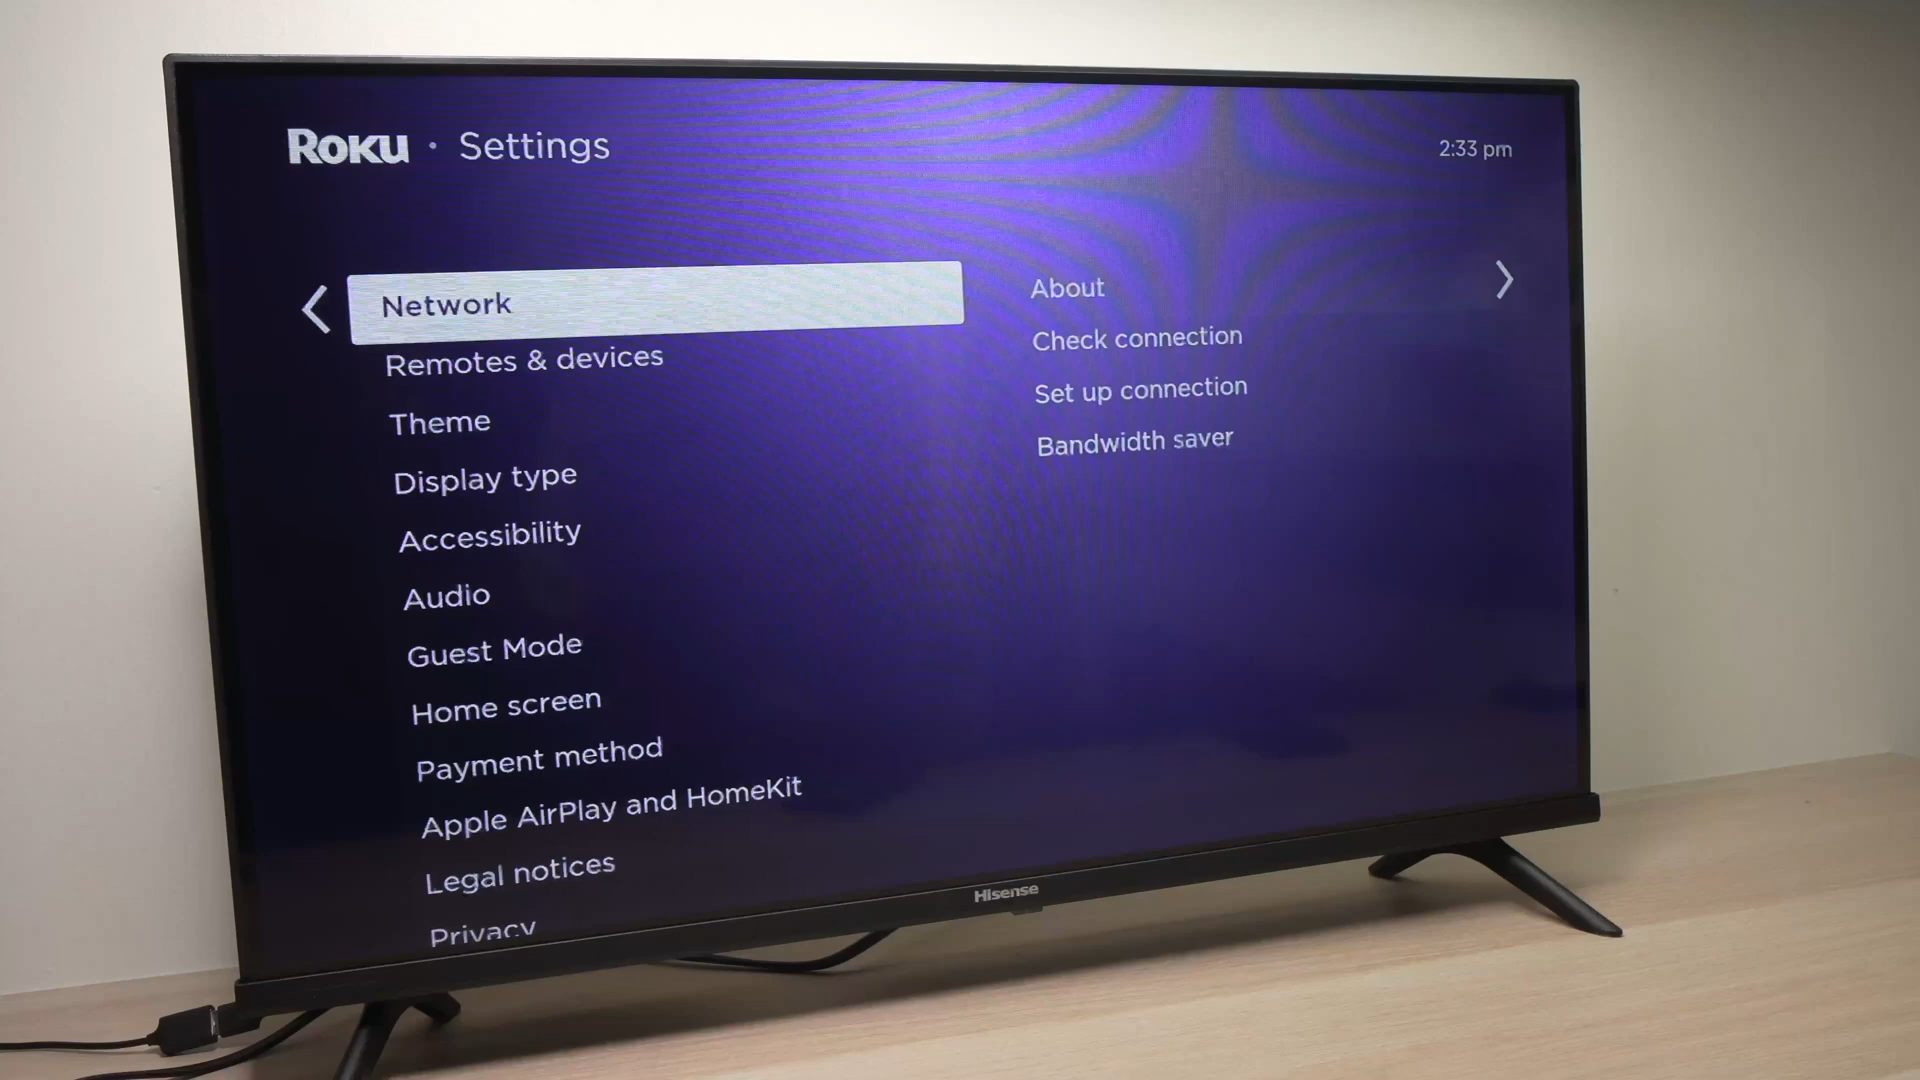 Roku · Settings
2:33 pm
Network
Remotes & devices
Theme
Display type
Accessibility
Audio
Guest Mode
Home screen
Payment method
Apple AirPlay and HomeKit
Legal notices
Privacy
About
Check connection
Set up connection
Bandwidth saver
Hisense